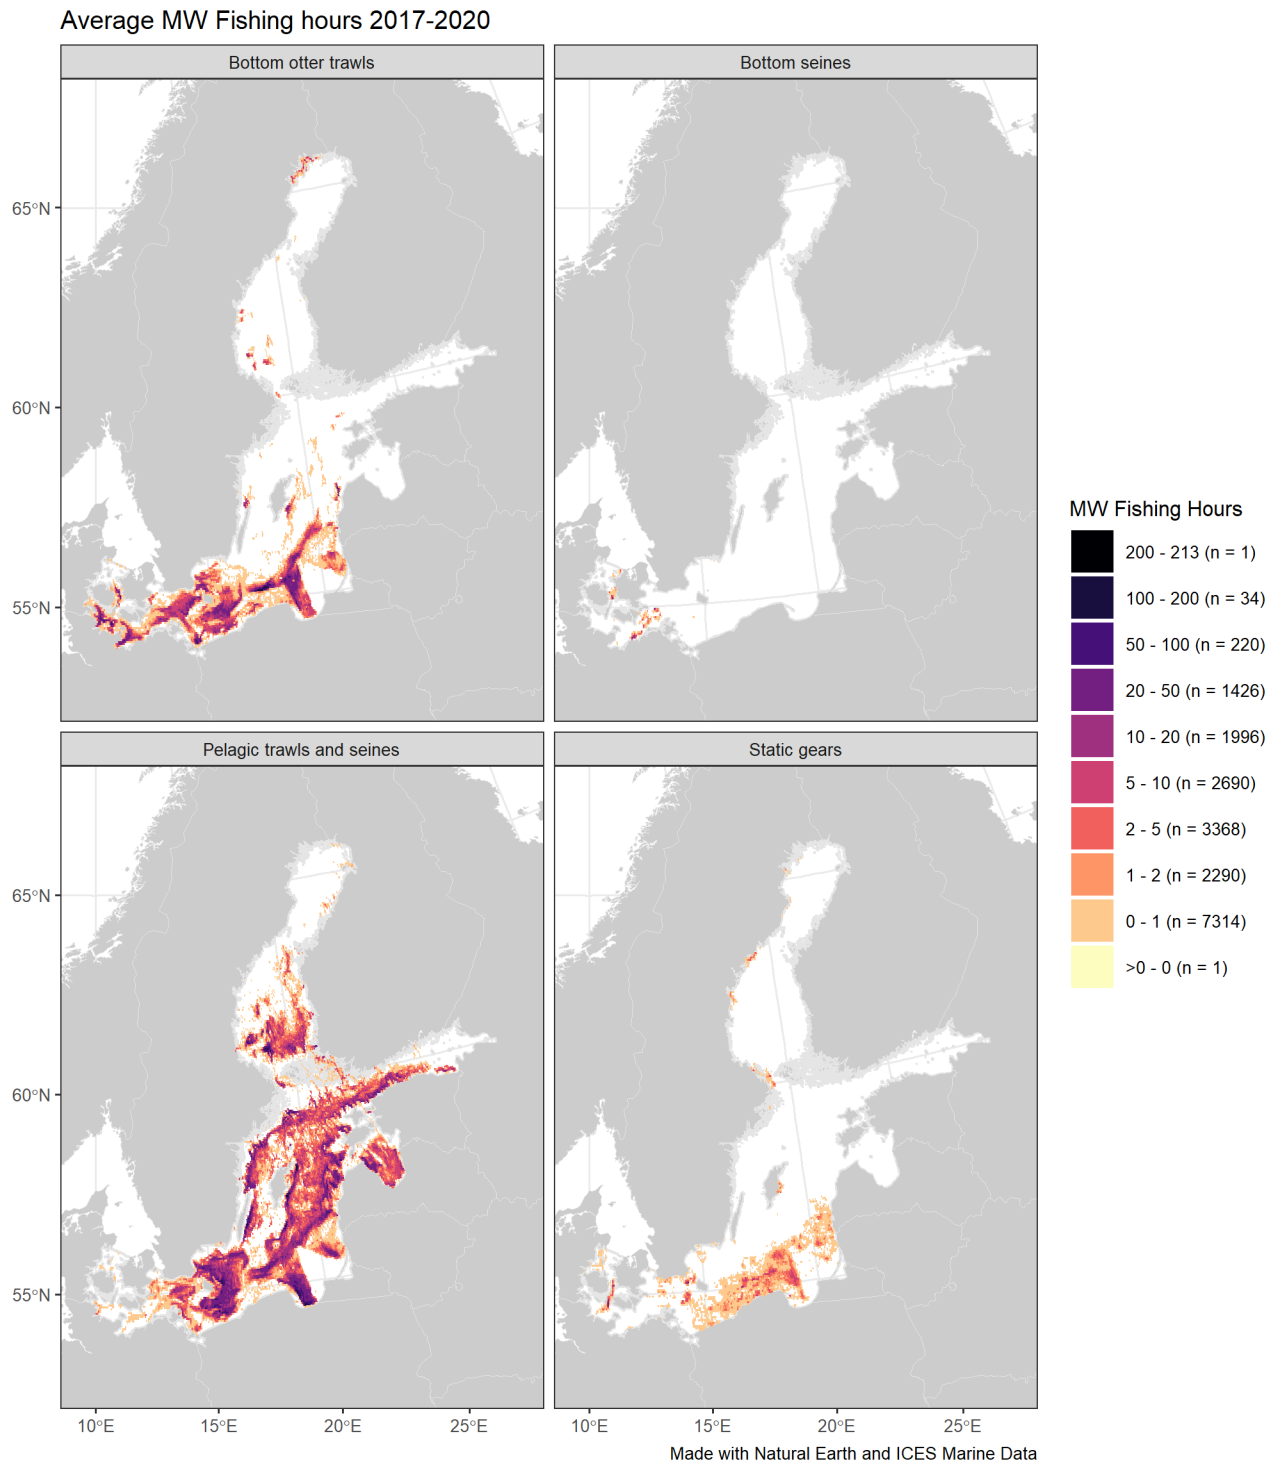 Average MW Fishing hours 2017-2020
Bottom otter trawls
Bottom seines
65°N
60°N
55°N
Pelagic trawls and seines
Static gears
65°N
60°N
55°N
10°E
15°E
20°E
25°E
10°E
15°E
20°E
25°E
MW Fishing Hours
200 - 213 (n = 1)
100 - 200 (n = 34)
50 - 100 (n = 220)
20 - 50 (n = 1426)
10 - 20 (n = 1996)
5 - 10 (n = 2690)
2 - 5 (n = 3368)
1 - 2 (n = 2290)
0 - 1 (n = 7314)
>0 - 0 (n = 1)
Made with Natural Earth and ICES Marine Data